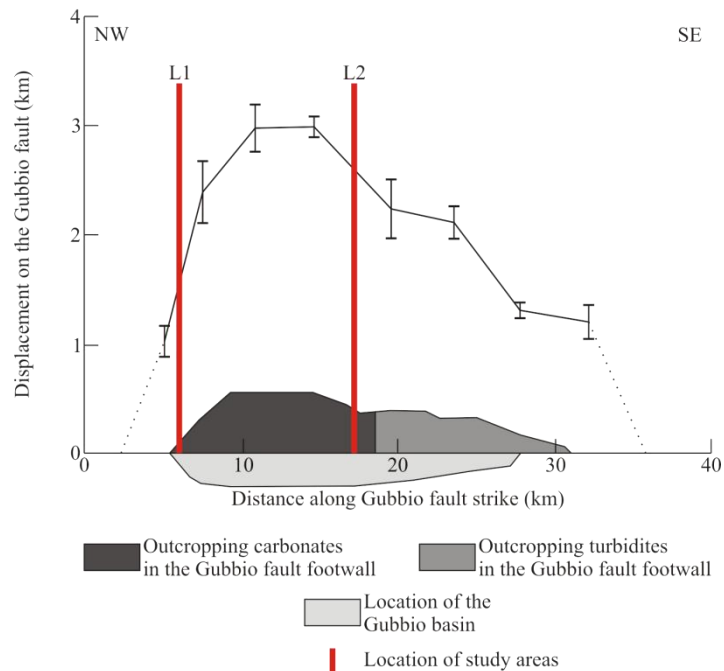 4
NW
SE
L1
L2
3
2
1
0
0
10
20
30
40
Displacement on the Gubbio fault (km)
Distance along Gubbio fault strike (km)
Outcropping carbonates
in the Gubbio fault footwall
Outcropping turbidites
in the Gubbio fault footwall
Location of the
Gubbio basin
Location of study areas